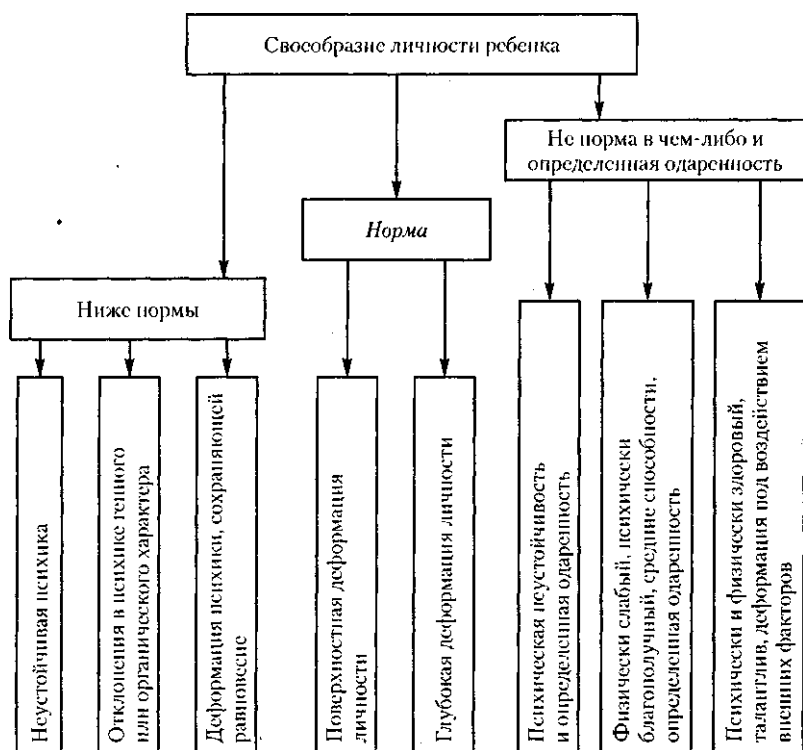 Своеобразие личности ребенка
Не норма в чем-либо и
определенная одаренность
Норма
Ниже нормы
Неустойчивая психика
Отклонения в психике генного
или органического характера
Деформация психики, сохраняющей
равновесие
Поверхностная деформация
личности
Глубокая деформация личности
Психическая неустойчивость
и определенная одаренность
Физически слабый, психически
благополучный, средние способности,
определенная одаренность
Психически и физически здоровый,
талантлив, деформация под воздействием
внешних факторов